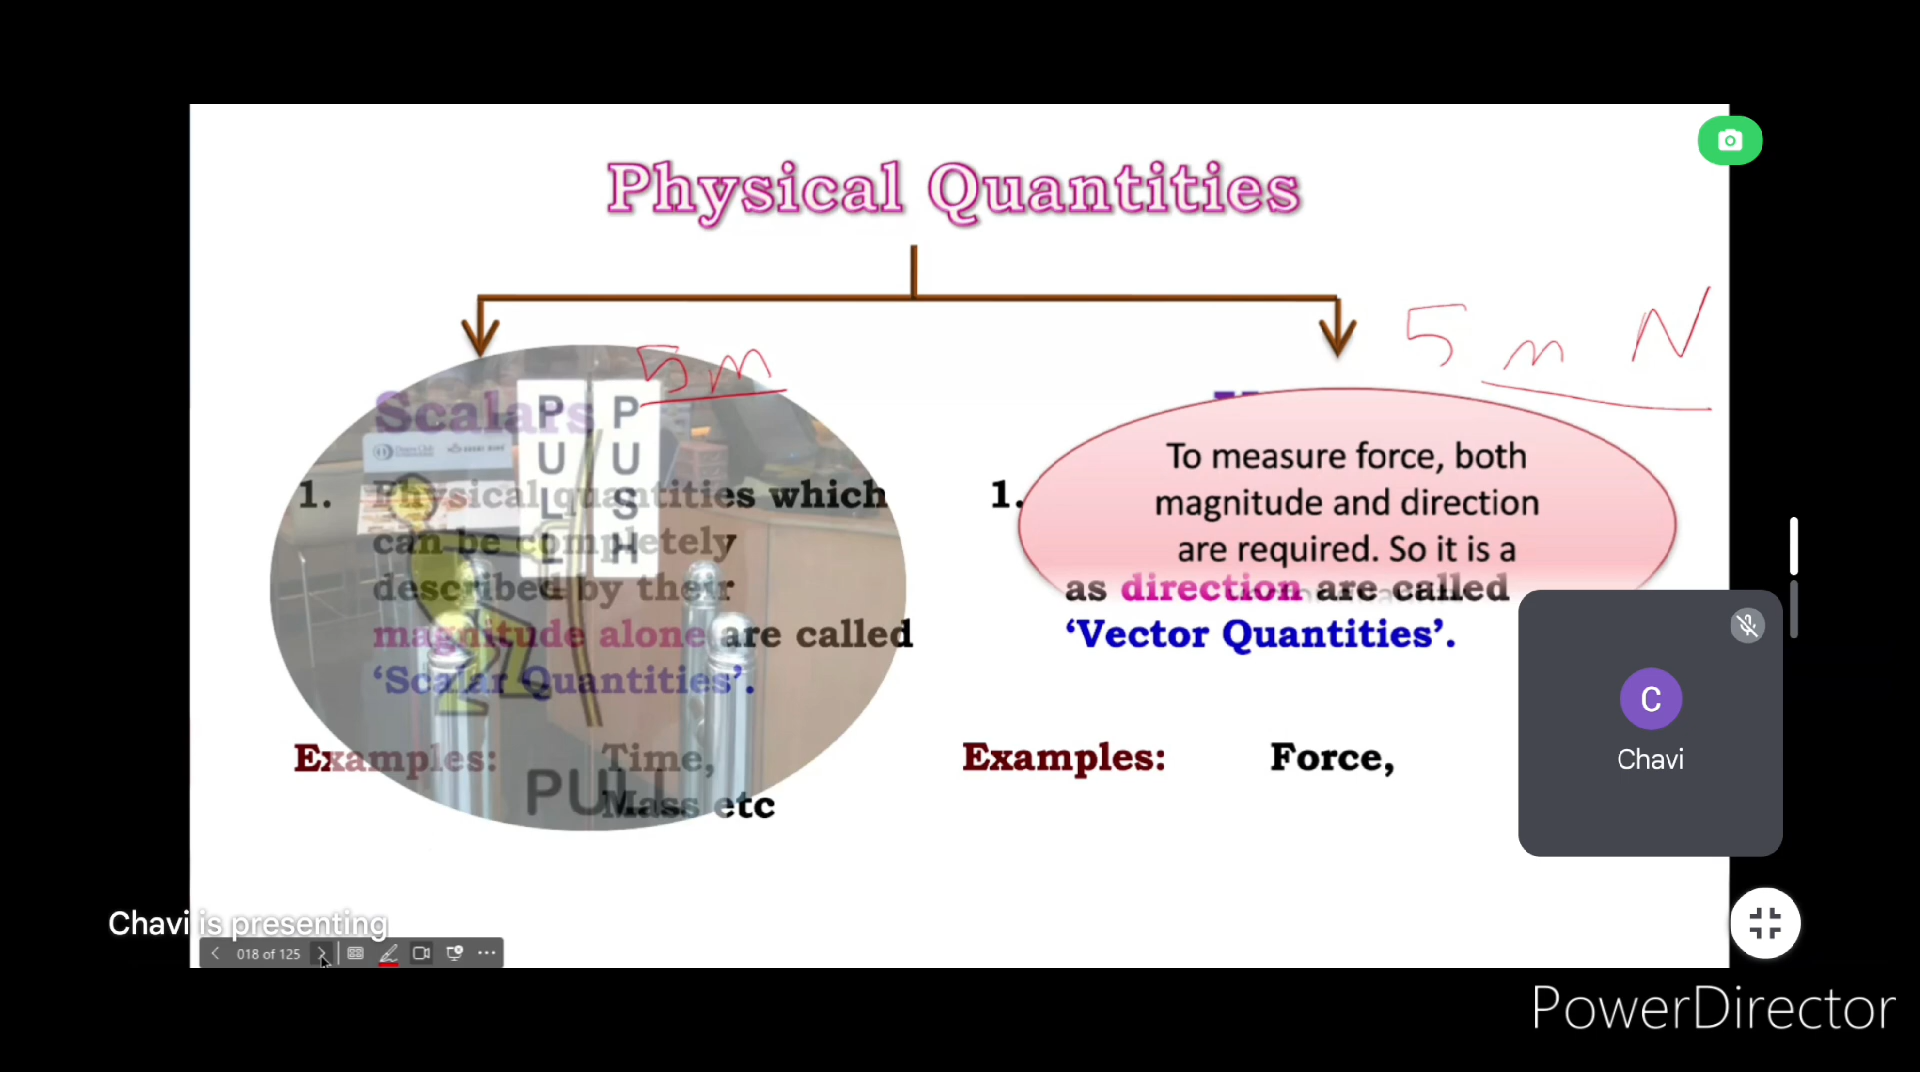 Physical Quantities
5 m
5 m N
Scalars
PULL
PUSH
1. Physical quantities which
can be completely
described by their
magnitude alone are called
‘Scalar Quantities’.
Examples: Time,
Mass etc
1.
To measure force, both
magnitude and direction
are required. So it is a
as direction are called
‘Vector Quantities’.
Examples: Force,
C
Chavi
Chavi is presenting
018 of 125
PowerDirector